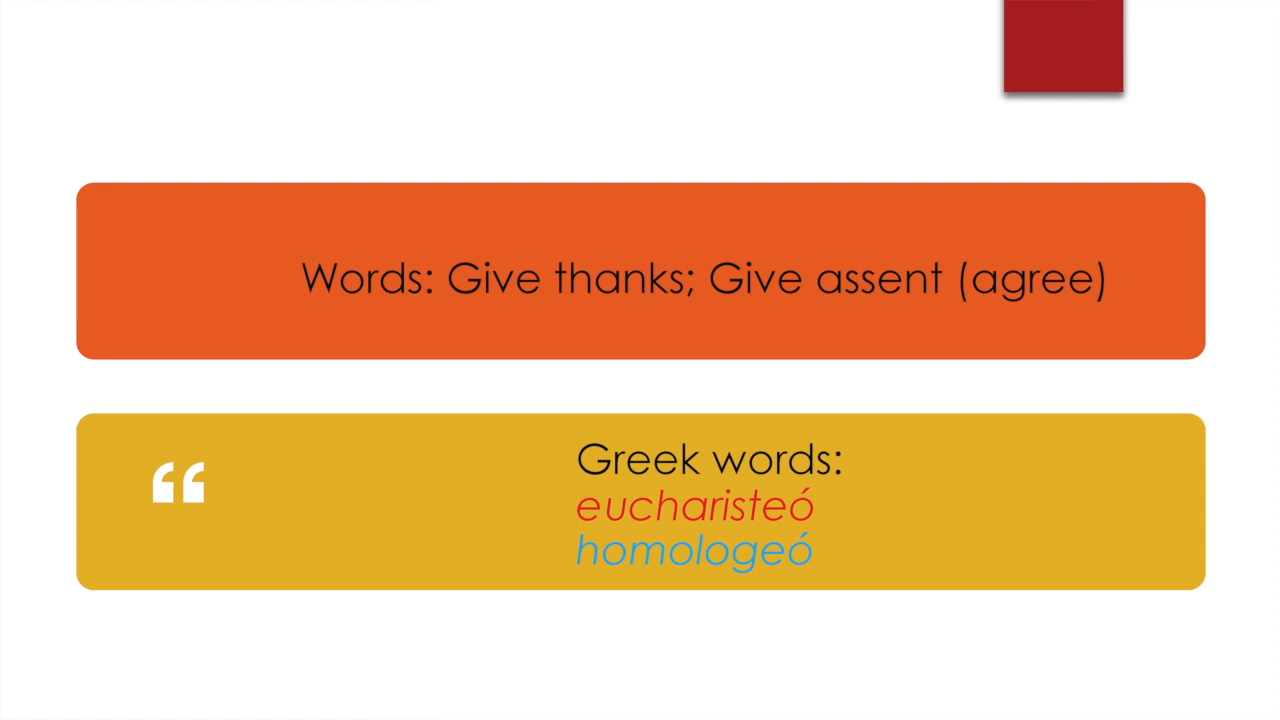 Words: Give thanks; Give assent (agree)
“
Greek words:
eucharisteó
homologeó